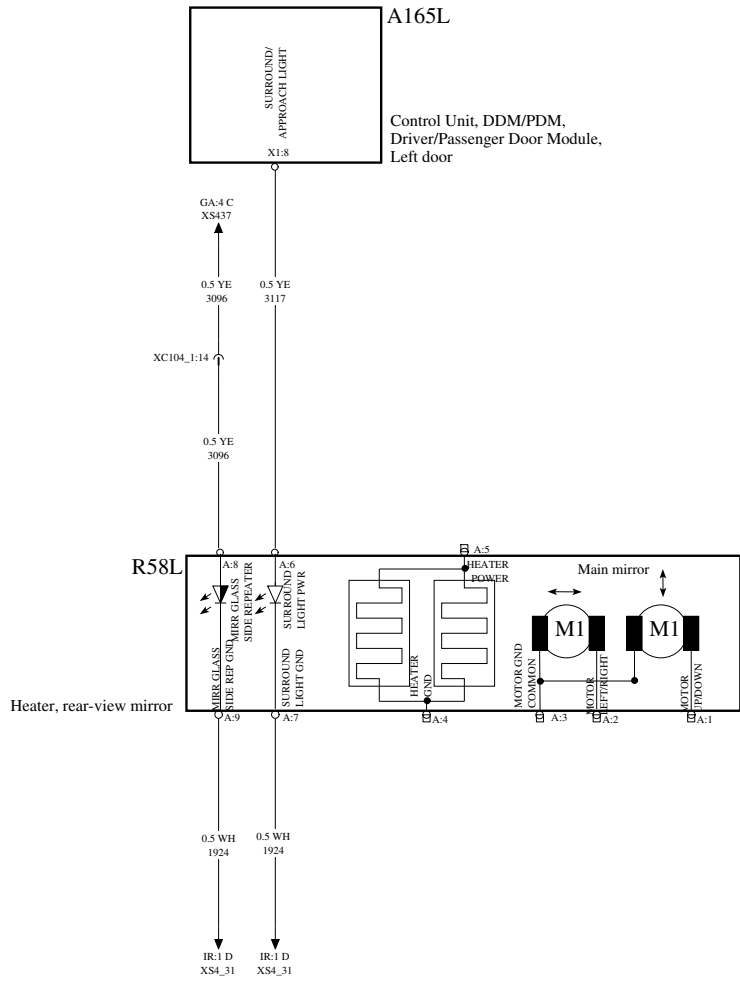 A165L
SURROUND/
APPROACH LIGHT
X1:8
Control Unit, DDM/PDM,
Driver/Passenger Door Module,
Left door
GA:4 C
XS437
0.5 YE
3096
0.5 YE
3117
XC104_1:14
0.5 YE
3096
R58L
A:8
A:6
A:5
MIRR GLASS
SIDE REPEATER
SURROUND
LIGHT PWR
HEATER
POWER
Main mirror
M1
M1
MIRR GLASS
SIDE REP GND
SURROUND
LIGHT GND
HEATER
GND
MOTOR GND
COMMON
MOTOR
LEFT/RIGHT
MOTOR
UP/DOWN
Heater, rear-view mirror
A:9
A:7
A:4
A:3
A:2
A:1
0.5 WH
1924
0.5 WH
1924
IR:1 D
XS4_31
IR:1 D
XS4_31